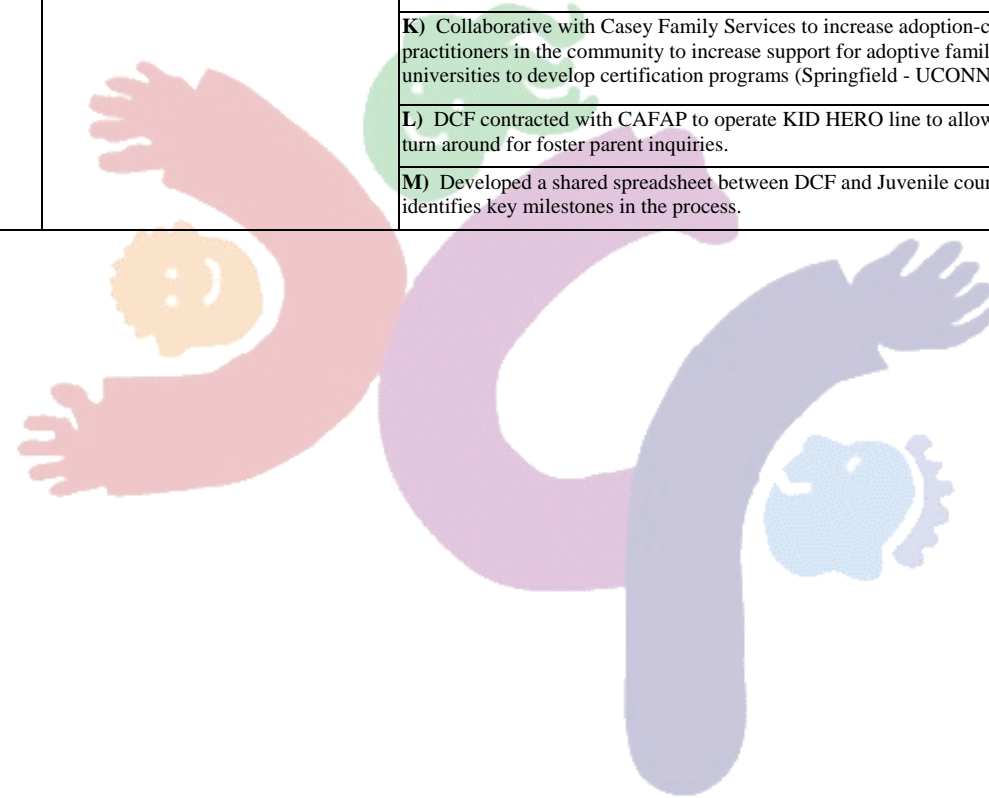 K) Collaborative with Casey Family Services to increase adoption-c
practitioners in the community to increase support for adoptive famil
universities to develop certification programs (Springfield - UCONN
L) DCF contracted with CAFAP to operate KID HERO line to allow
turn around for foster parent inquiries.
M) Developed a shared spreadsheet between DCF and Juvenile cour
identifies key milestones in the process.